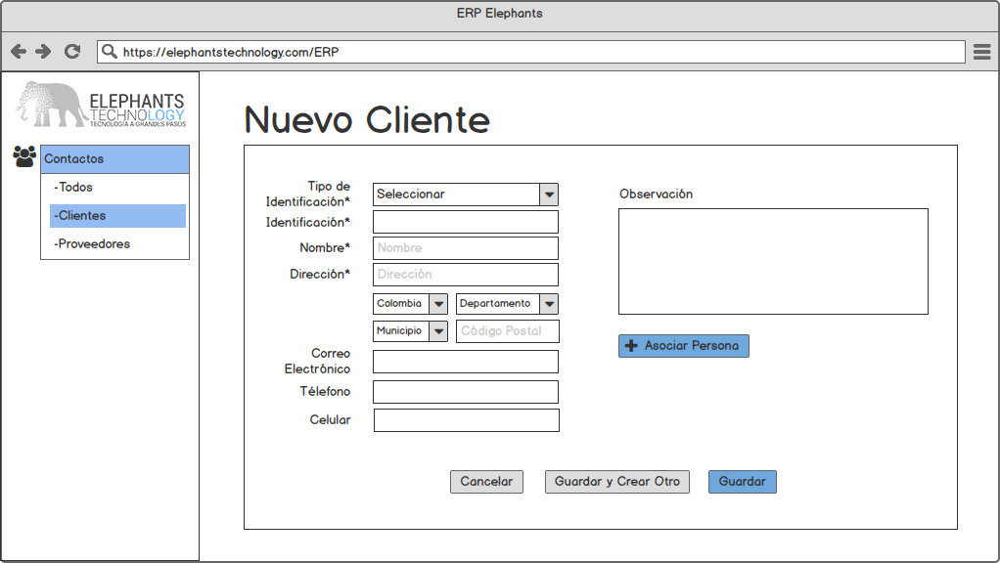 ERP Elephants
https://elephantstechnology.com/ERP
ELEPHANTS
TECHNOLOGY
TECNOLOGÍA A GRANDES PASOS
Contactos
-Todos
-Clientes
-Proveedores
Nuevo Cliente
Tipo de
Identificación*
Seleccionar
Identificación*
Nombre*
Nombre
Dirección*
Dirección
Colombia
Departamento
Municipio
Código Postal
Correo
Electrónico
Télefono
Celular
Observación
Asociar Persona
Cancelar
Guardar y Crear Otro
Guardar